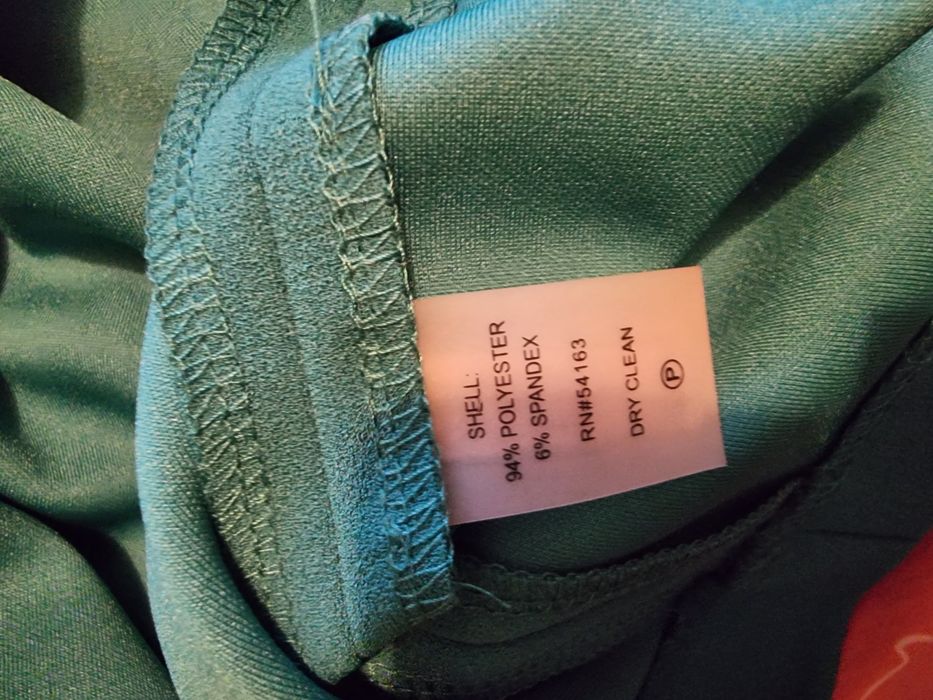 SHELL:
94% POLYESTER
6% SPANDEX
RN#54163
DRY CLEAN
P